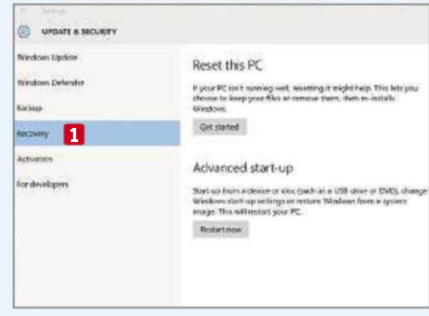 Settings
UPDATE & SECURITY
Windows Update
Windows Defender
Backup
Recovery
1
Activation
For developers
Reset this PC
If your PC isn't running well, resetting it might help. This lets you
choose to keep your files or remove them, then re-installs
Windows.
Get started
Advanced start-up
Start up from a device or disc (such as a USB drive or DVD), change
Windows start-up settings or restore Windows from a system
image. This will restart your PC.
Restart now